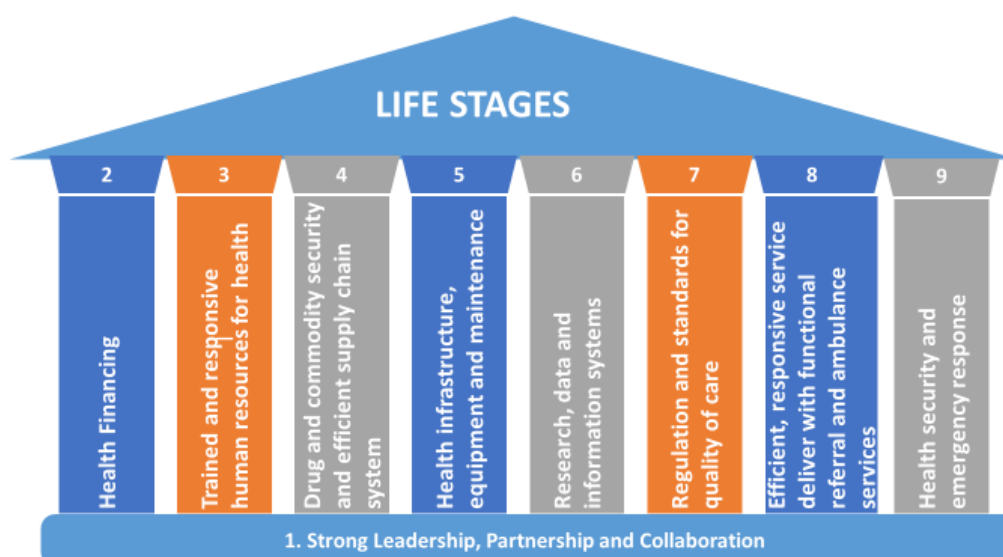 LIFE STAGES
2
3
4
5
6
7
8
9
Health Financing
Trained and responsive
human resources for health
Drug and commodity security
and efficient supply chain
system
Health infrastructure,
equipment and maintenance
Research, data and
information systems
Regulation and standards for
quality of care
Efficient, responsive service
deliver with functional
referral and ambulance
services
Health security and
emergency response
1. Strong Leadership, Partnership and Collaboration